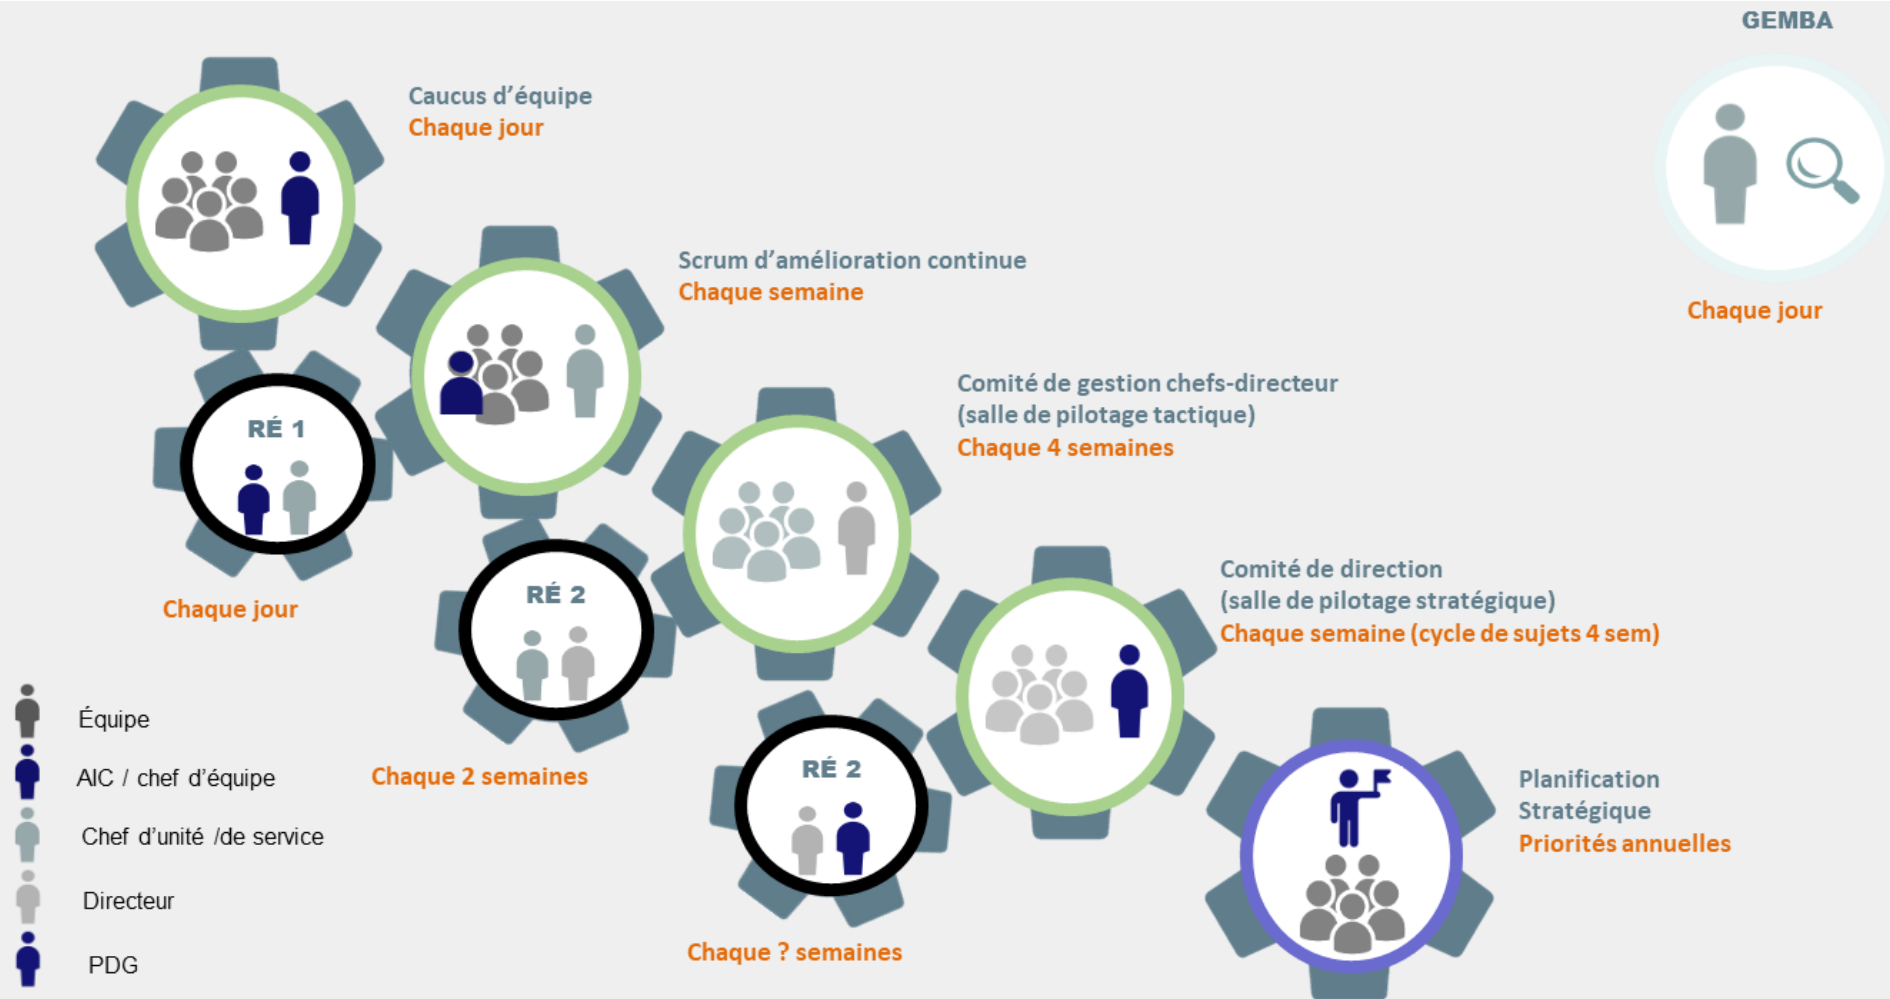 GEMBA
Chaque jour
Caucus d’équipe
Chaque jour
Scrum d’amélioration continue
Chaque semaine
Comité de gestion chefs-directeur
(salle de pilotage tactique)
Chaque 4 semaines
RÉ 1
Chaque jour
RÉ 2
Chaque 2 semaines
Comité de direction
(salle de pilotage stratégique)
Chaque semaine (cycle de sujets 4 sem)
RÉ 2
Chaque ? semaines
Planification
Stratégique
Priorités annuelles
Équipe
AIC / chef d’équipe
Chef d’unité /de service
Directeur
PDG